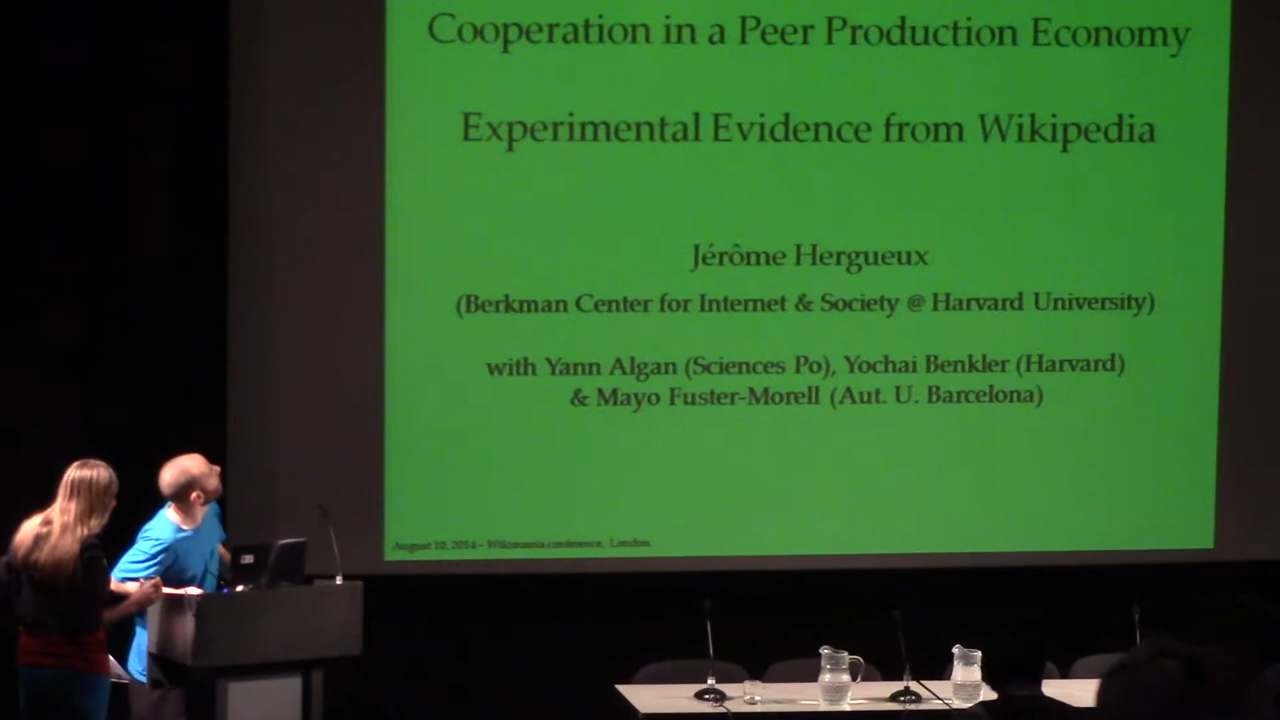 Cooperation in a Peer Production Economy
Experimental Evidence from Wikipedia
Jérôme Hergueux
(Berkman Center for Internet & Society @ Harvard University)
with Yann Algan (Sciences Po), Yochai Benkler (Harvard)
& Mayo Fuster-Morell (Aut. U. Barcelona)
August 10, 2014 – Wikimania conference, London